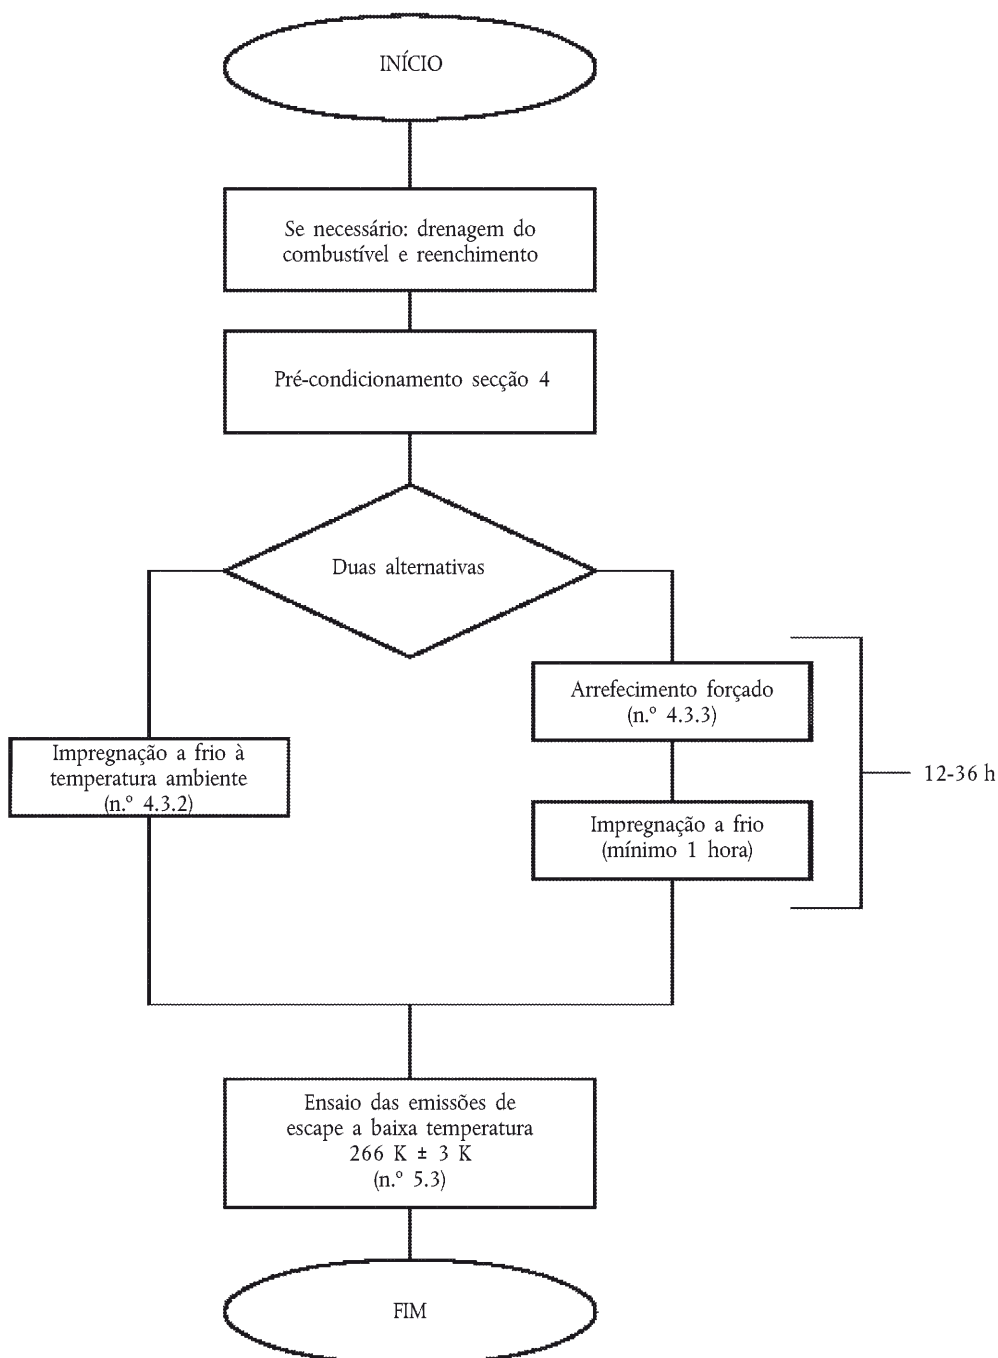 INÍCIO
Se necessário: drenagem do
combustível e reenchimento
Pré-condicionamento secção 4
Duas alternativas
Arrefecimento forçado
(n.º 4.3.3)
Impregnação a frio à
temperatura ambiente
(n.º 4.3.2)
12-36 h
Impregnação a frio
(mínimo 1 hora)
Ensaio das emissões de
escape a baixa temperatura
266 K ± 3 K
(n.º 5.3)
FIM